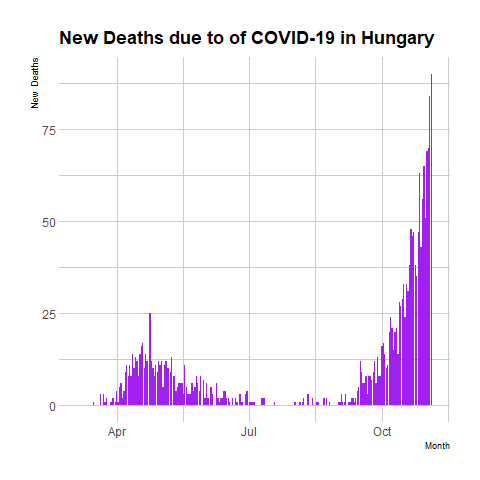 New Deaths due to of COVID-19 in Hungary
New Deaths
75
50
25
0
Apr
Jul
Oct
Month